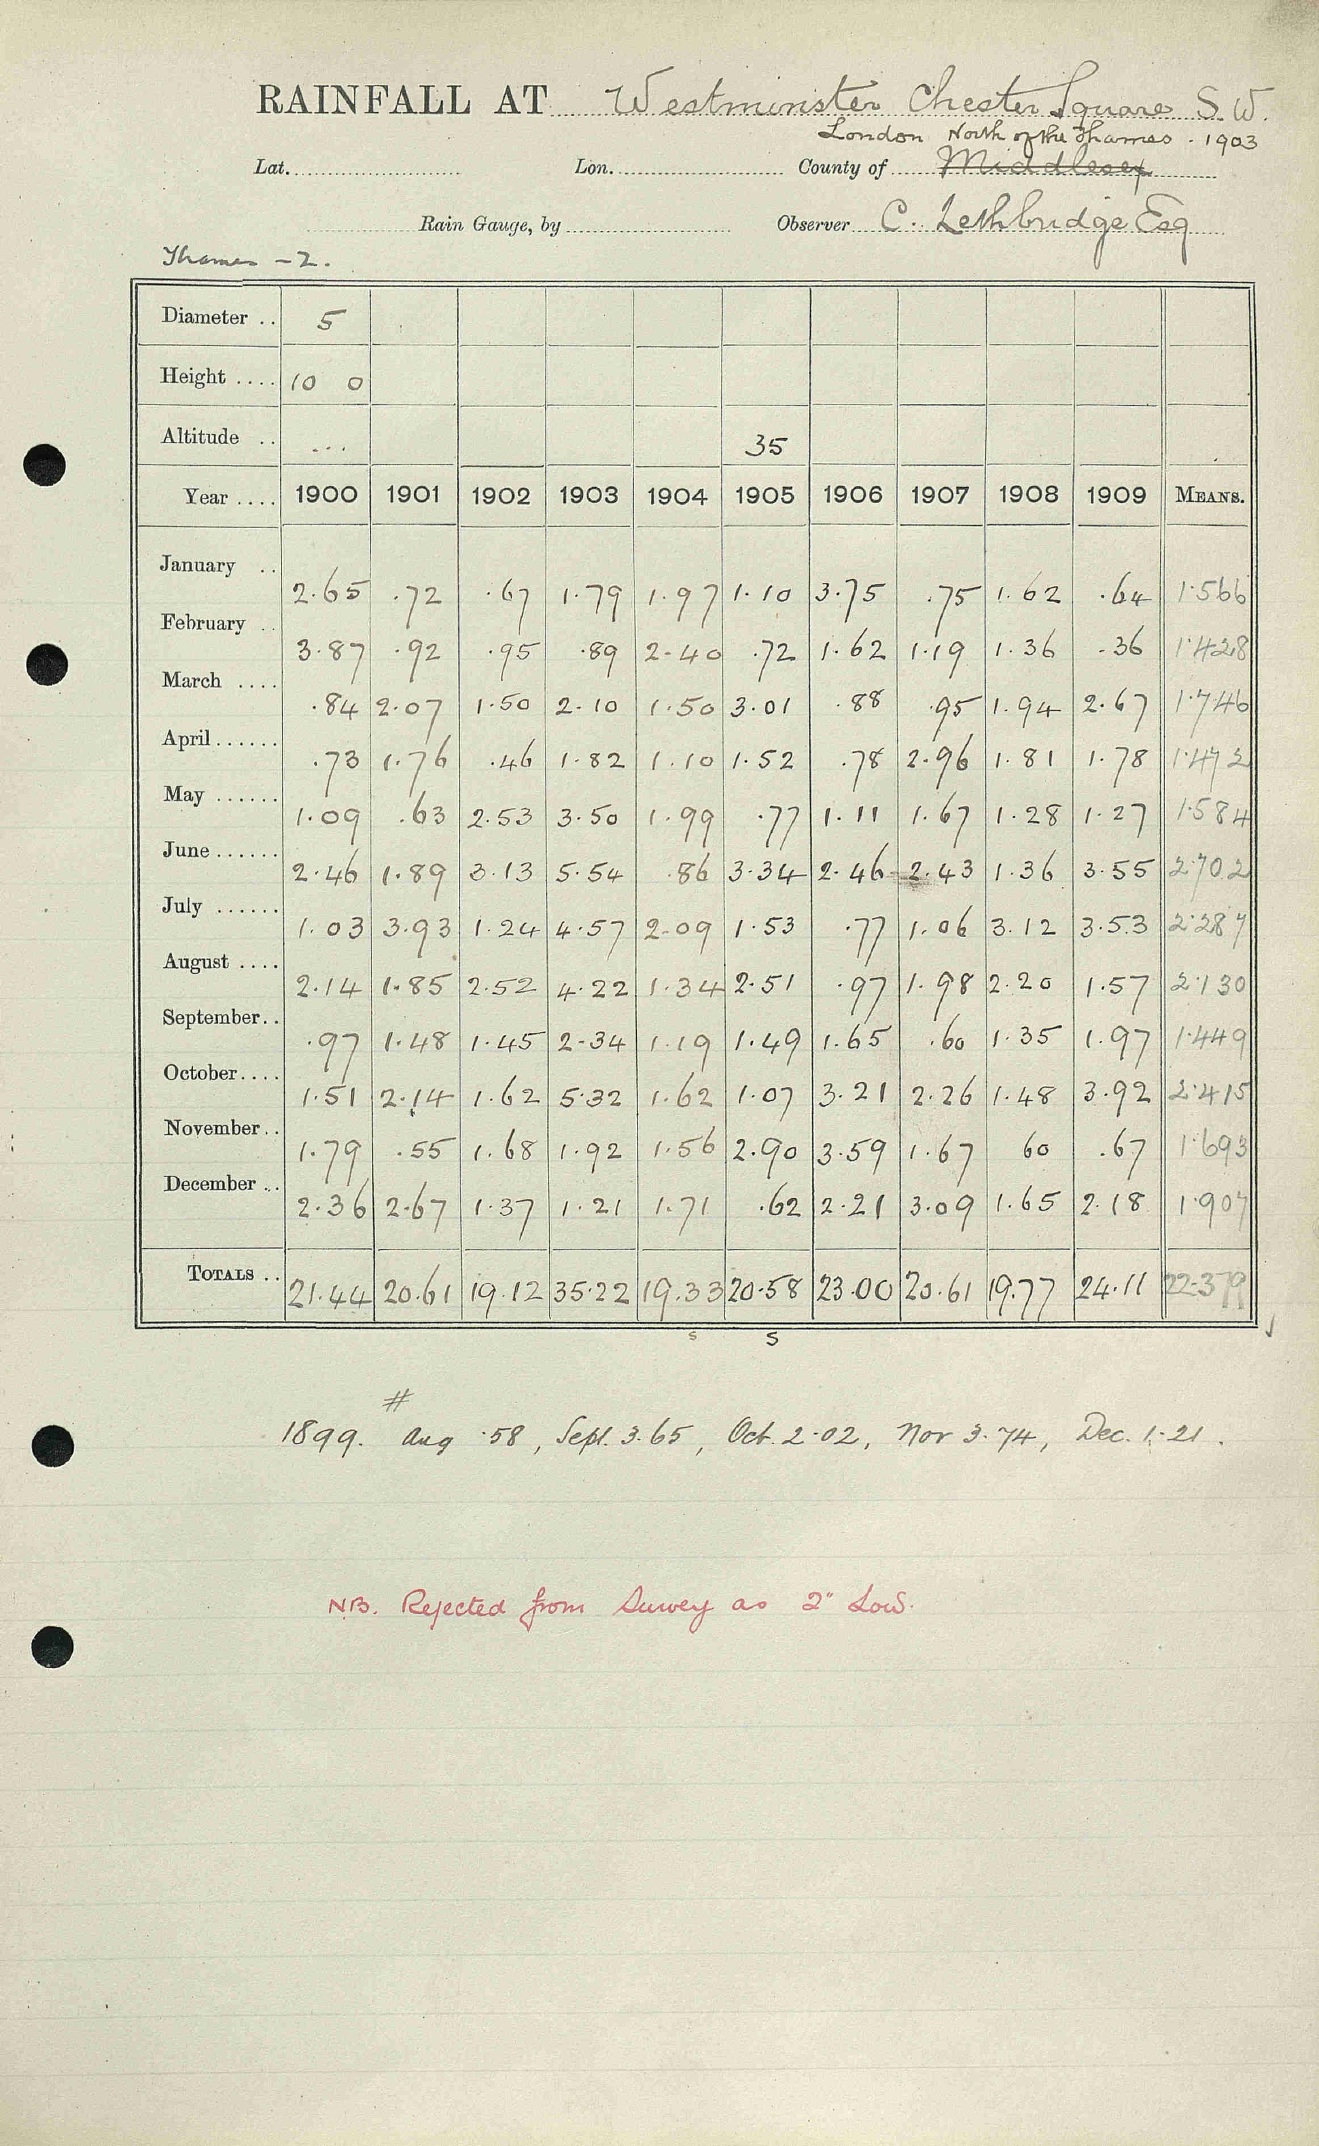 RAINFALL AT Westminster Chester Square S.W.
London North of the Thames . 1903
Lat. Lon. County of Middlesex
Rain Gauge, by Observer C. Lethbridge Esq
Thames - 2.
Diameter .. 5
Height .... 10 0
Altitude .. ... 35
Year .... 1900 1901 1902 1903 1904 1905 1906 1907 1908 1909 MEANS.
January .. 2.65 .72 .67 1.79 1.97 1.10 3.75 .75 1.62 .64 1.566
February .. 3.87 .92 .95 .89 2.40 .72 1.62 1.19 1.36 .36 1.428
March .... .84 2.07 1.50 2.10 1.50 3.01 .88 .95 1.94 2.67 1.746
April...... .73 1.76 .46 1.82 1.10 1.52 .78 2.96 1.81 1.78 1.472
May ...... 1.09 .63 2.53 3.50 1.99 .77 1.11 1.67 1.28 1.27 1.584
June...... 2.46 1.89 3.13 5.54 .86 3.34 2.46 2.43 1.36 3.55 2.702
July ...... 1.03 3.93 1.24 4.57 2.09 1.53 .77 1.06 3.12 3.53 2.287
August .... 2.14 1.85 2.52 4.22 1.34 2.51 .97 1.98 2.20 1.57 2.130
September.. .97 1.48 1.45 2.34 1.19 1.49 1.65 .60 1.35 1.97 1.449
October.... 1.51 2.14 1.62 5.32 1.62 1.07 3.21 2.26 1.48 3.92 2.415
November.. 1.79 .55 1.68 1.92 1.56 2.90 3.59 1.67 60 .67 1.693
December .. 2.36 2.67 1.37 1.21 1.71 .62 2.21 3.09 1.65 2.18 1.907
TOTALS .. 21.44 20.61 19.12 35.22 19.33 20.58 23.00 20.61 19.77 24.11 22.379
s S
#
1899. Aug .58, Sept. 3.65, Oct. 2.02, Nov 3.74, Dec. 1.21.
N.B. Rejected from Survey as 2" Low.